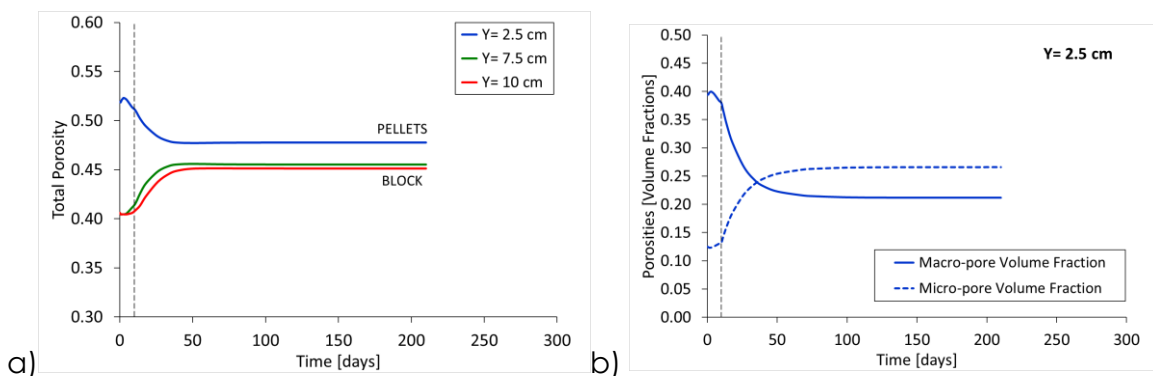 0.60
0.55
0.50
0.45
0.40
0.35
0.30
Total Porosity
Y= 2.5 cm
Y= 7.5 cm
Y= 10 cm
PELLETS
BLOCK
0 50 100 150 200 250 300
Time [days]
a)
0.50
0.45
0.40
0.35
0.30
0.25
0.20
0.15
0.10
0.05
0.00
Porosities [Volume Fractions]
Y= 2.5 cm
Macro-pore Volume Fraction
Micro-pore Volume Fraction
0 50 100 150 200 250 300
Time [days]
b)